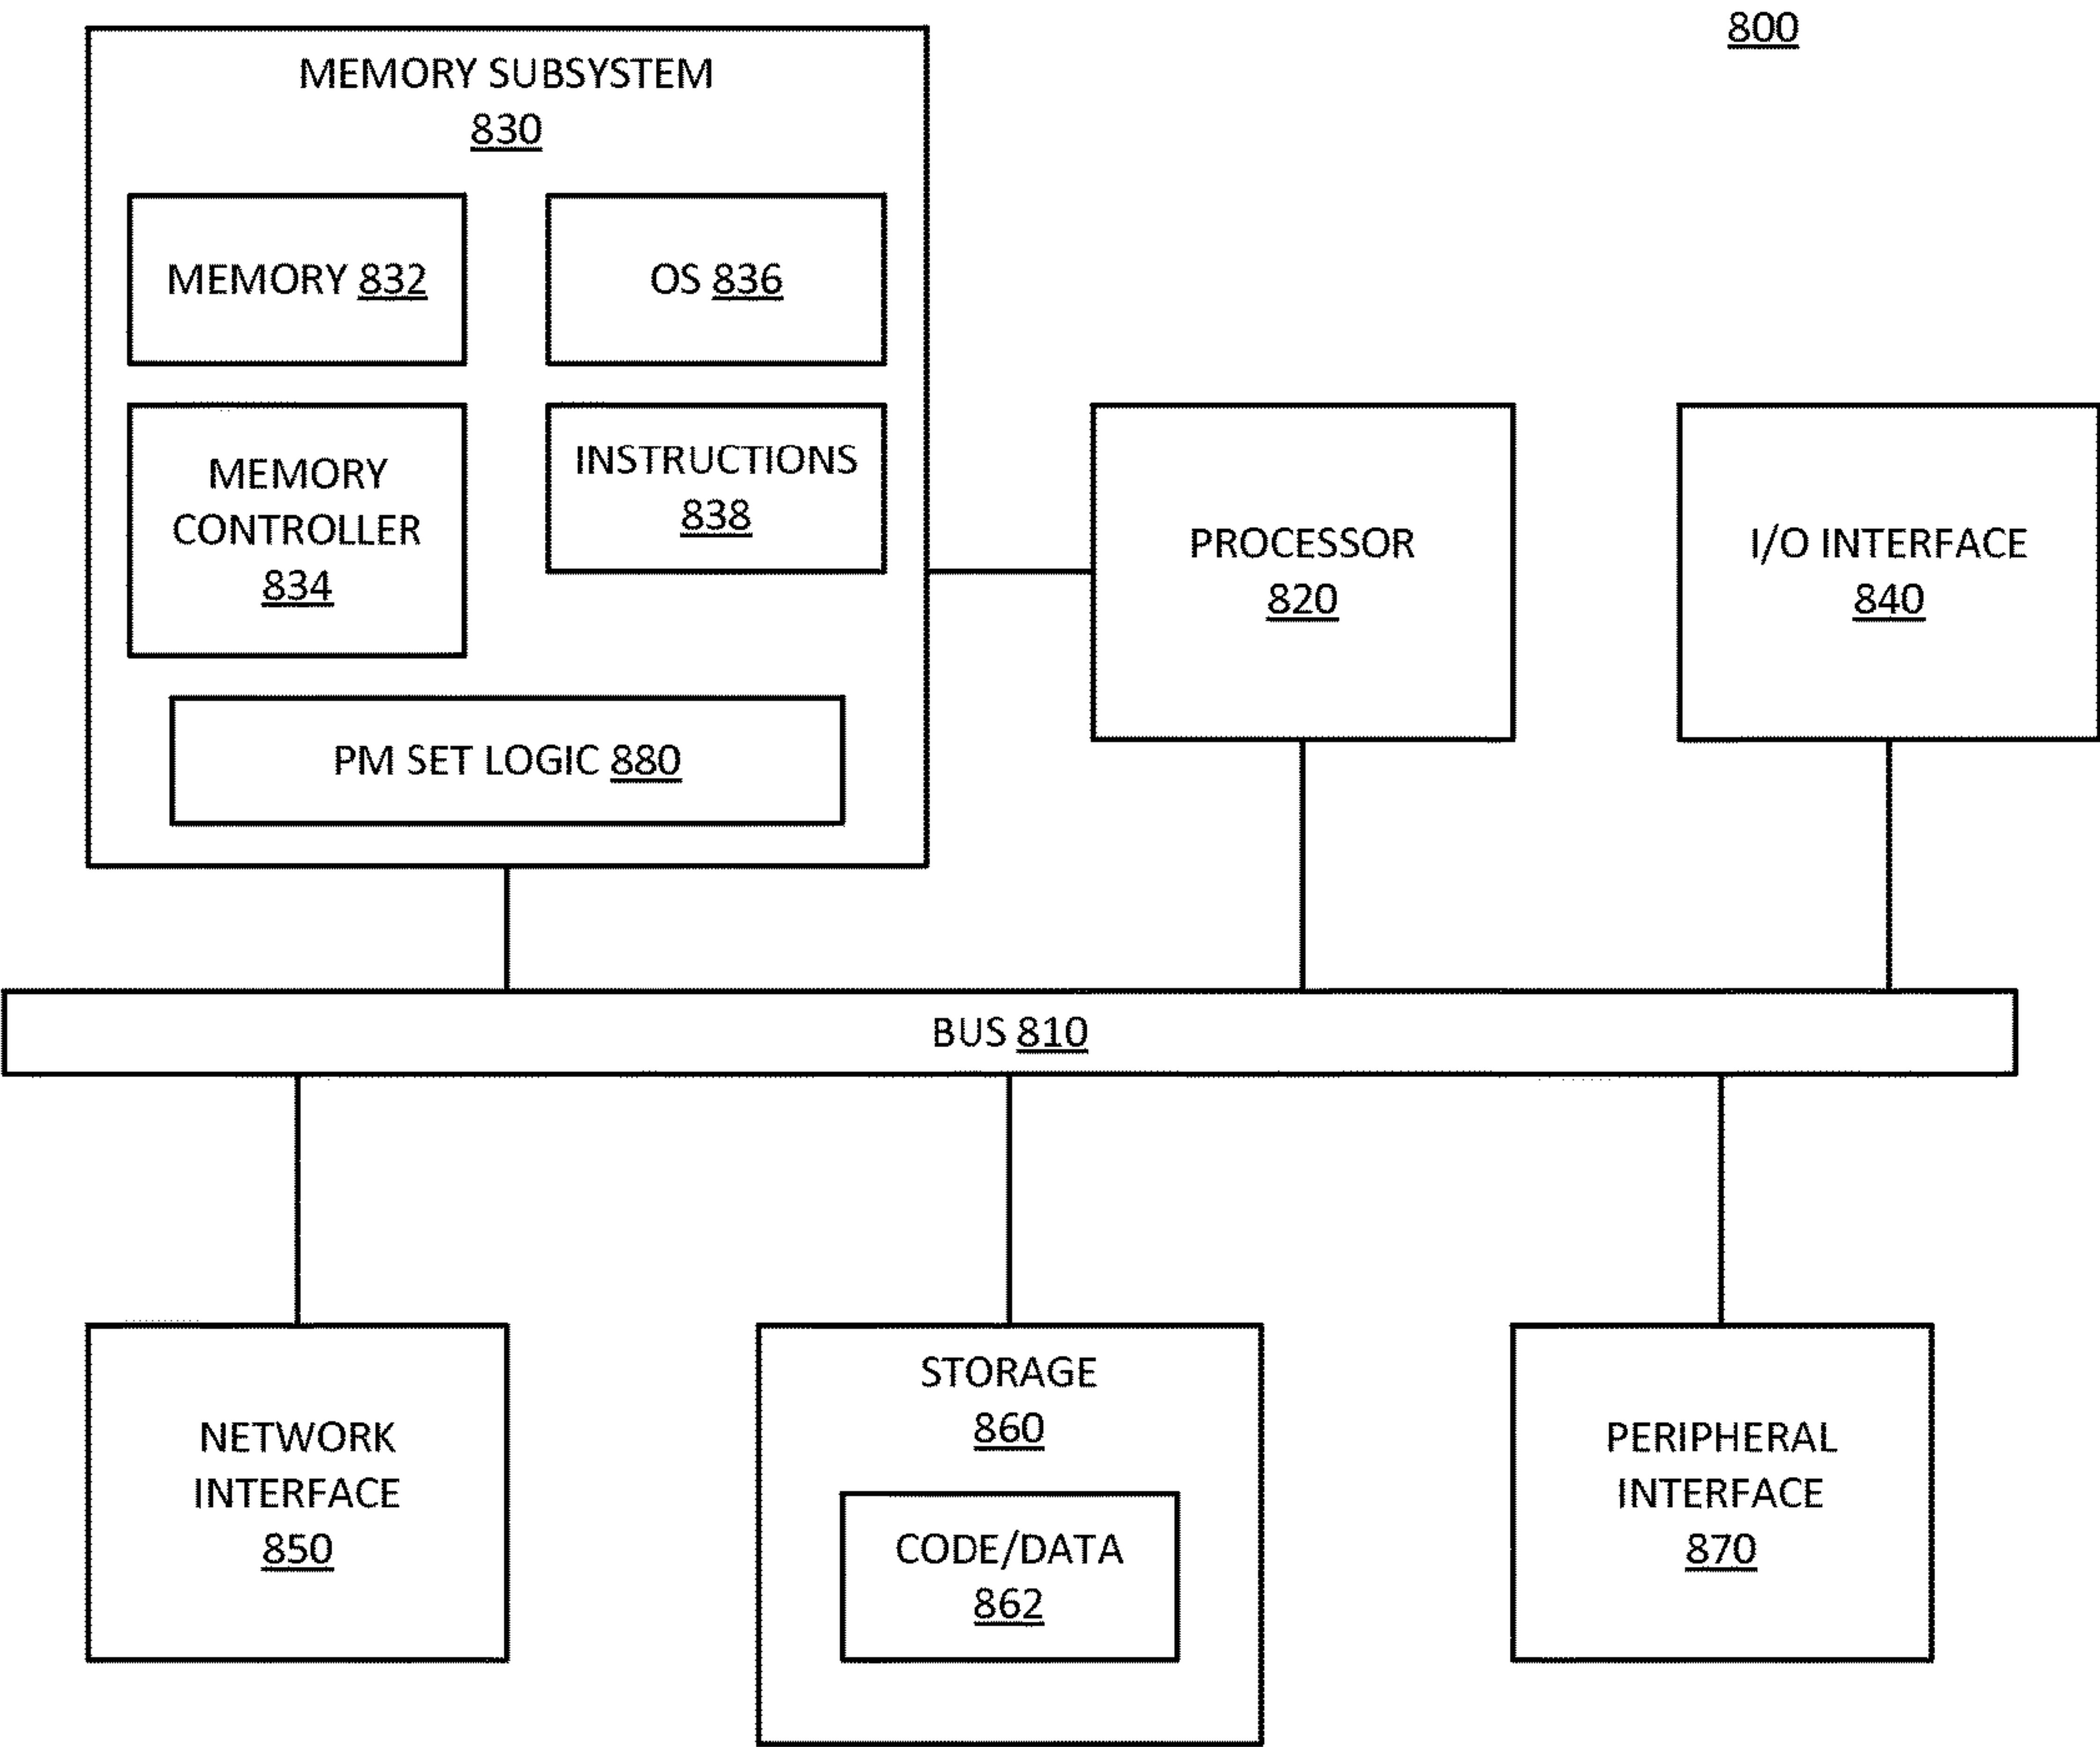 800
MEMORY SUBSYSTEM
830
MEMORY 832
OS 836
MEMORY
CONTROLLER
834
INSTRUCTIONS
838
PM SET LOGIC 880
PROCESSOR
820
I/O INTERFACE
840
BUS 810
NETWORK
INTERFACE
850
STORAGE
860
CODE/DATA
862
PERIPHERAL
INTERFACE
870